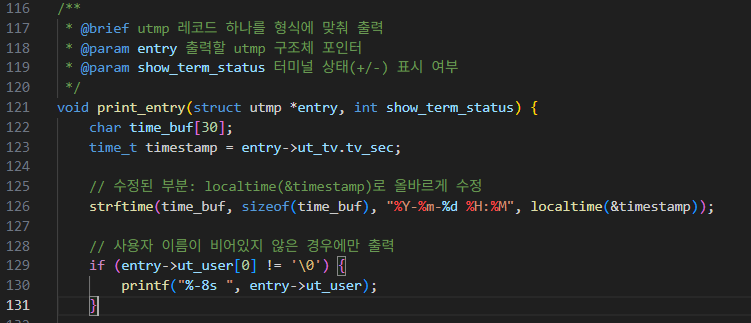 116 /**
117  * @brief utmp 레코드 하나를 형식에 맞춰 출력
118  * @param entry 출력할 utmp 구조체 포인터
119  * @param show_term_status 터미널 상태(+/-) 표시 여부
120  */
121 void print_entry(struct utmp *entry, int show_term_status) {
122     char time_buf[30];
123     time_t timestamp = entry->ut_tv.tv_sec;
124
125     // 수정된 부분: localtime(&timestamp)로 올바르게 수정
126     strftime(time_buf, sizeof(time_buf), "%Y-%m-%d %H:%M", localtime(&timestamp));
127
128     // 사용자 이름이 비어있지 않은 경우에만 출력
129     if (entry->ut_user[0] != '\0') {
130         printf("%-8s ", entry->ut_user);
131     }
132